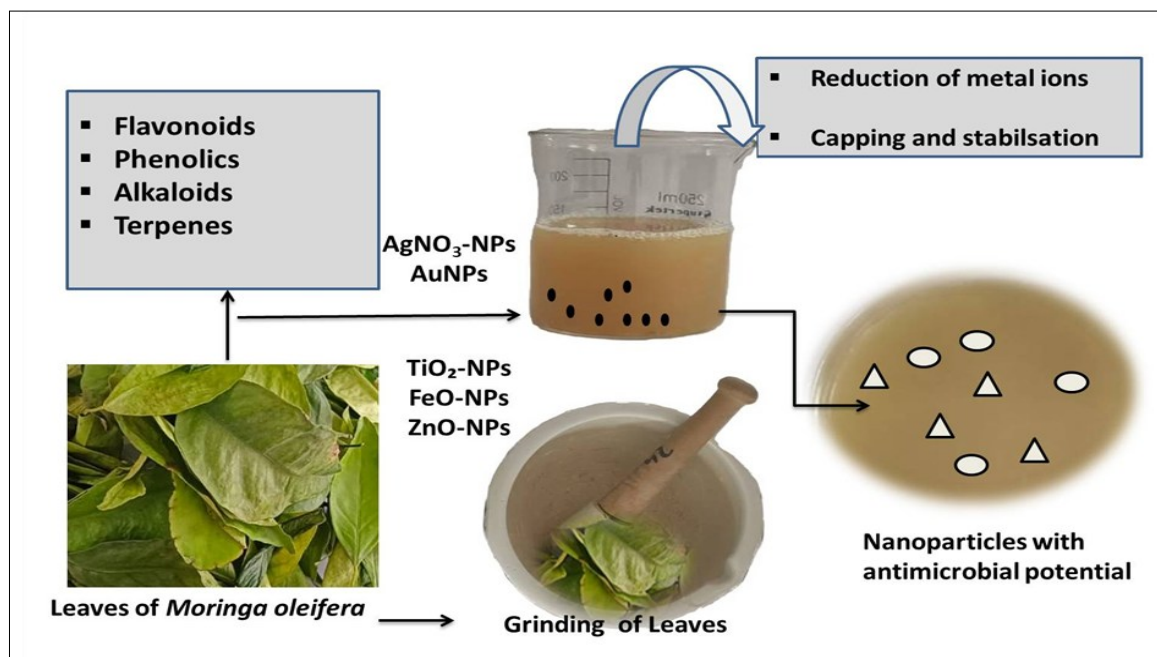 ▪ Flavonoids
▪ Phenolics
▪ Alkaloids
▪ Terpenes
▪ Reduction of metal ions
▪ Capping and stabilsation
250ml
AgNO₃-NPs
AuNPs
TiO₂-NPs
FeO-NPs
ZnO-NPs
Leaves of Moringa oleifera
Grinding of Leaves
Nanoparticles with
antimicrobial potential